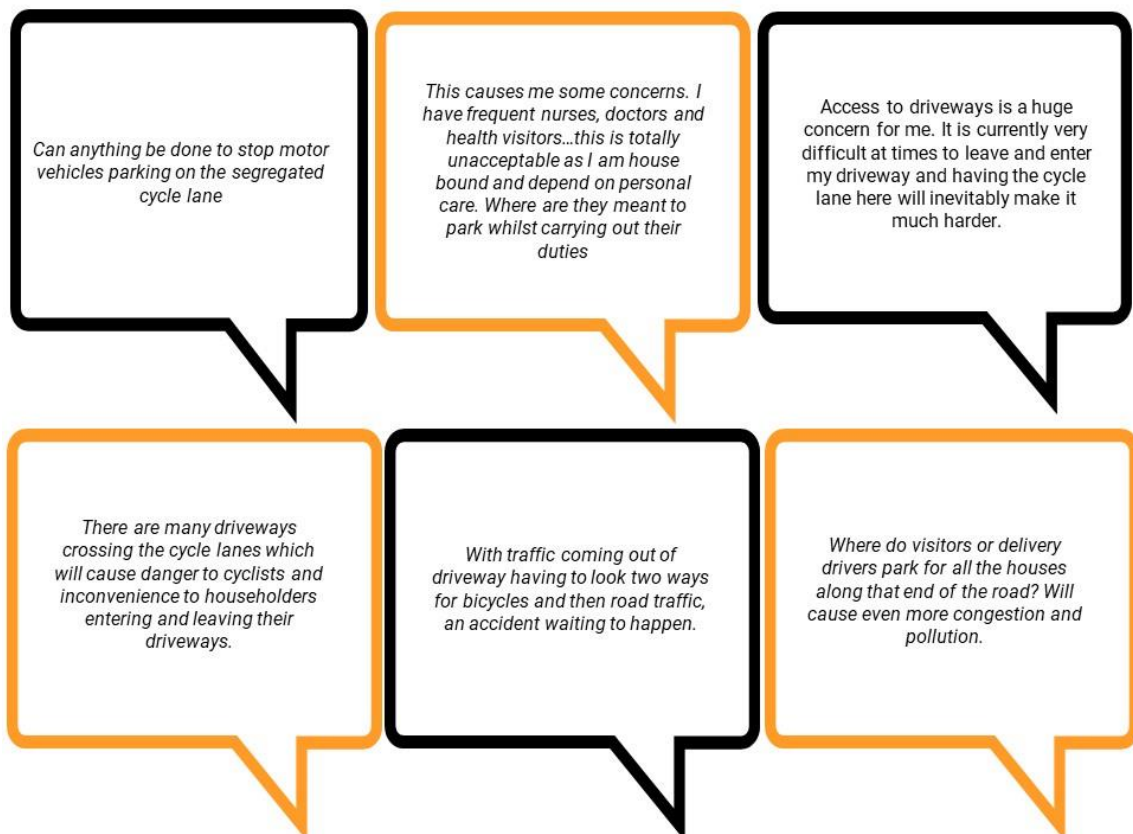 Can anything be done to stop motor
vehicles parking on the segregated
cycle lane
This causes me some concerns. I
have frequent nurses, doctors and
health visitors...this is totally
unacceptable as I am house
bound and depend on personal
care. Where are they meant to
park whilst carrying out their
duties
Access to driveways is a huge
concern for me. It is currently very
difficult at times to leave and enter
my driveway and having the cycle
lane here will inevitably make it
much harder.
There are many driveways
crossing the cycle lanes which
will cause danger to cyclists and
inconvenience to householders
entering and leaving their
driveways.
With traffic coming out of
driveway having to look two ways
for bicycles and then road traffic,
an accident waiting to happen.
Where do visitors or delivery
drivers park for all the houses
along that end of the road? Will
cause even more congestion and
pollution.